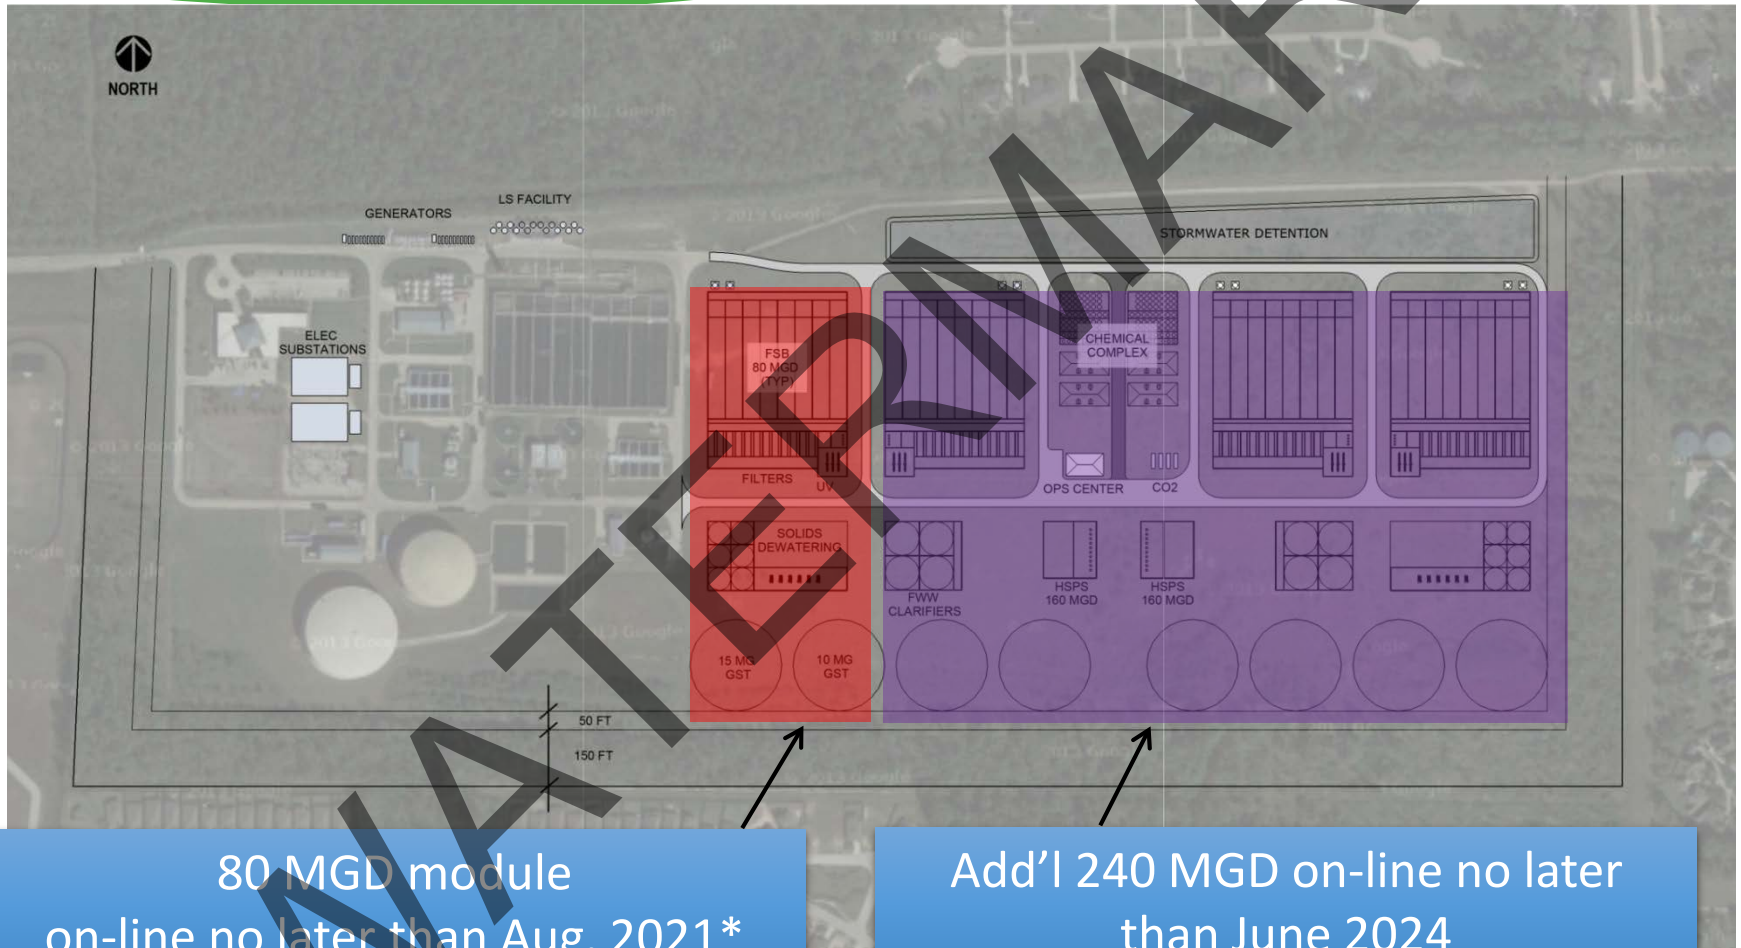 NORTH
LS FACILITY
GENERATORS
STORMWATER DETENTION
ELEC
SUBSTATIONS
FSB
80 MGD
(TYP)
CHEMICAL
COMPLEX
FILTERS
UV
OPS CENTER
CO2
SOLIDS
DEWATERING
FWW
CLARIFIERS
HSPS
160 MGD
HSPS
160 MGD
15 MG
GST
10 MG
GST
50 FT
150 FT
80 MGD module
on-line no later than Aug. 2021*
Add’l 240 MGD on-line no later
than June 2024
WATERMARK
© 2013 Google